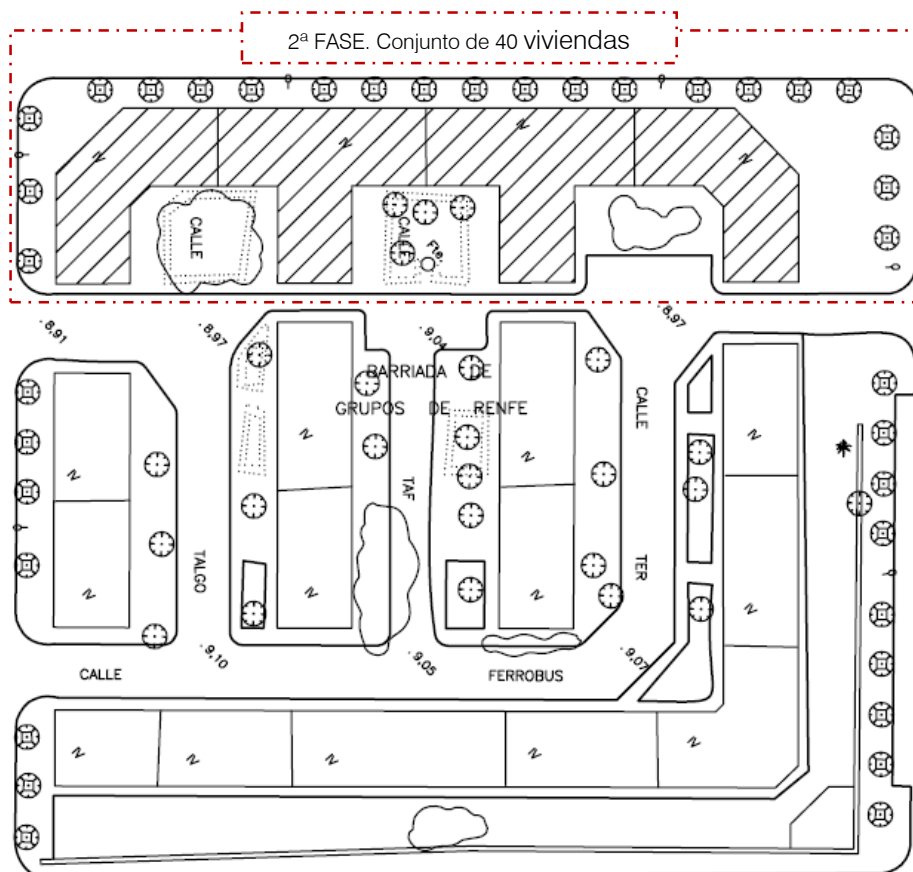 2ª FASE. Conjunto de 40 viviendas
CALLE
CALLE
Fte.
8,91
8,97
9,04
8,97
BARRIADA DE
GRUPOS DE RENFE
CALLE
TAF
TALGO
TER
9,10
9,05
9,07
CALLE
FERROBUS